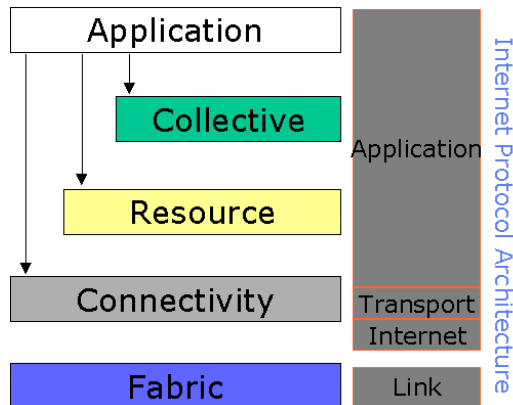 Application
Collective
Resource
Connectivity
Fabric
Application
Transport
Internet
Link
Internet Protocol Architecture